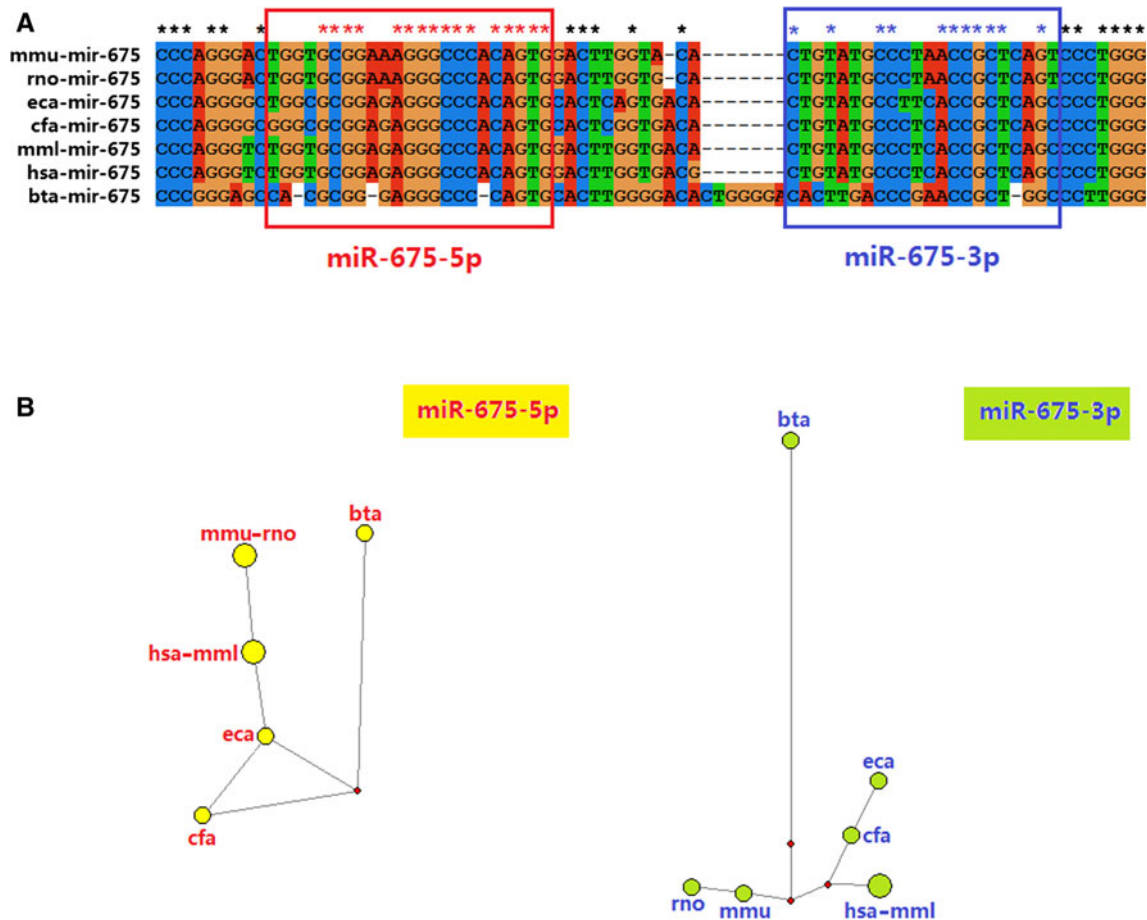 A
*** ** * **** ******* ***** *** * * * * ** ****** * ** ****
mmu-mir-675 CCCAGGGACTGGTGCGGAAAGGGCCCACAGTGGACTTGGTA-CA-------CTGTATGCCCTAACCGCTCAGTCCCTGGG
rno-mir-675 CCCAGGGACTGGTGCGGAAAGGGCCCACAGTGGACTTGGTG-CA-------CTGTATGCCCTAACCGCTCAGTCCCTGGG
eca-mir-675 CCCAGGGGCTGGCGCGGAGAGGGCCCACAGTGCACTCAGTGACA-------CTGTATGCCTTCACCGCTCAGCCCCTGGG
cfa-mir-675 CCCAGGGGCGGGCGCGGAGAGGGCCCACAGTGCACTCGGTGACA-------CTGTATGCCCTCACCGCTCAGCCCCTGGG
mml-mir-675 CCCAGGGTCTGGTGCGGAGAGGGCCCACAGTGGACTTGGTGACA-------CTGTATGCCCTCACCGCTCAGCCCCTGGG
hsa-mir-675 CCCAGGGTCTGGTGCGGAGAGGGCCCACAGTGGACTTGGTGACG-------CTGTATGCCCTCACCGCTCAGCCCCTGGG
bta-mir-675 CCCGGGAGCCA-CGCGG-GAGGGCCC-CAGTGCACTTGGGGACACTGGGGACACTTGACCCGAACCGCT-GGCCCTTGGG
miR-675-5p
miR-675-3p
B
miR-675-5p
mmu-rno
bta
hsa-mml
eca
cfa
miR-675-3p
bta
eca
cfa
rno
mmu
hsa-mml